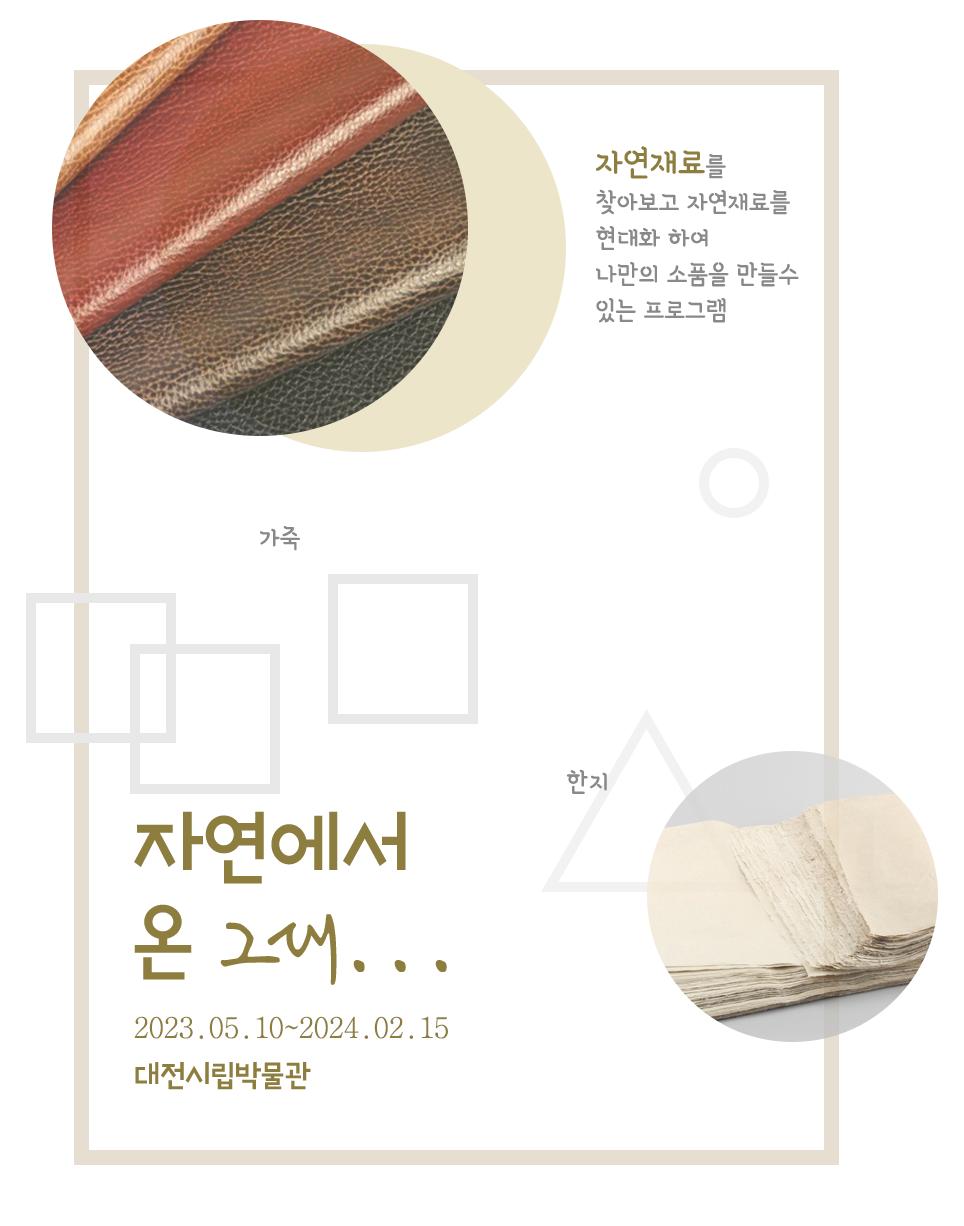 자연재료를
찾아보고 자연재료를
현대화 하여
나만의 소품을 만들수
있는 프로그램
가죽
한지
자연에서
온 그대...
2023.05.10~2024.02.15
대전시립박물관